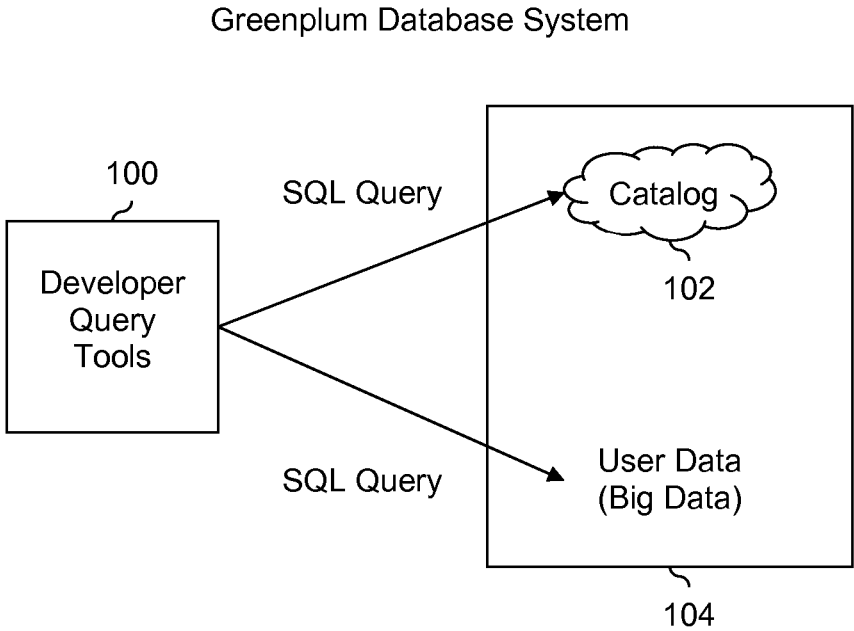 Greenplum Database System
100
SQL Query
Catalog
102
Developer
Query
Tools
SQL Query
User Data
(Big Data)
104